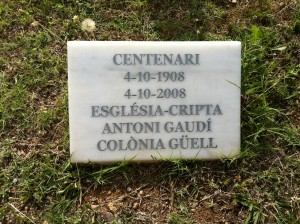 CENTENARI
4-10-1908
4-10-2008
ESGLÉSIA-CRIPTA
ANTONI GAUDÍ
COLÒNIA GÜELL